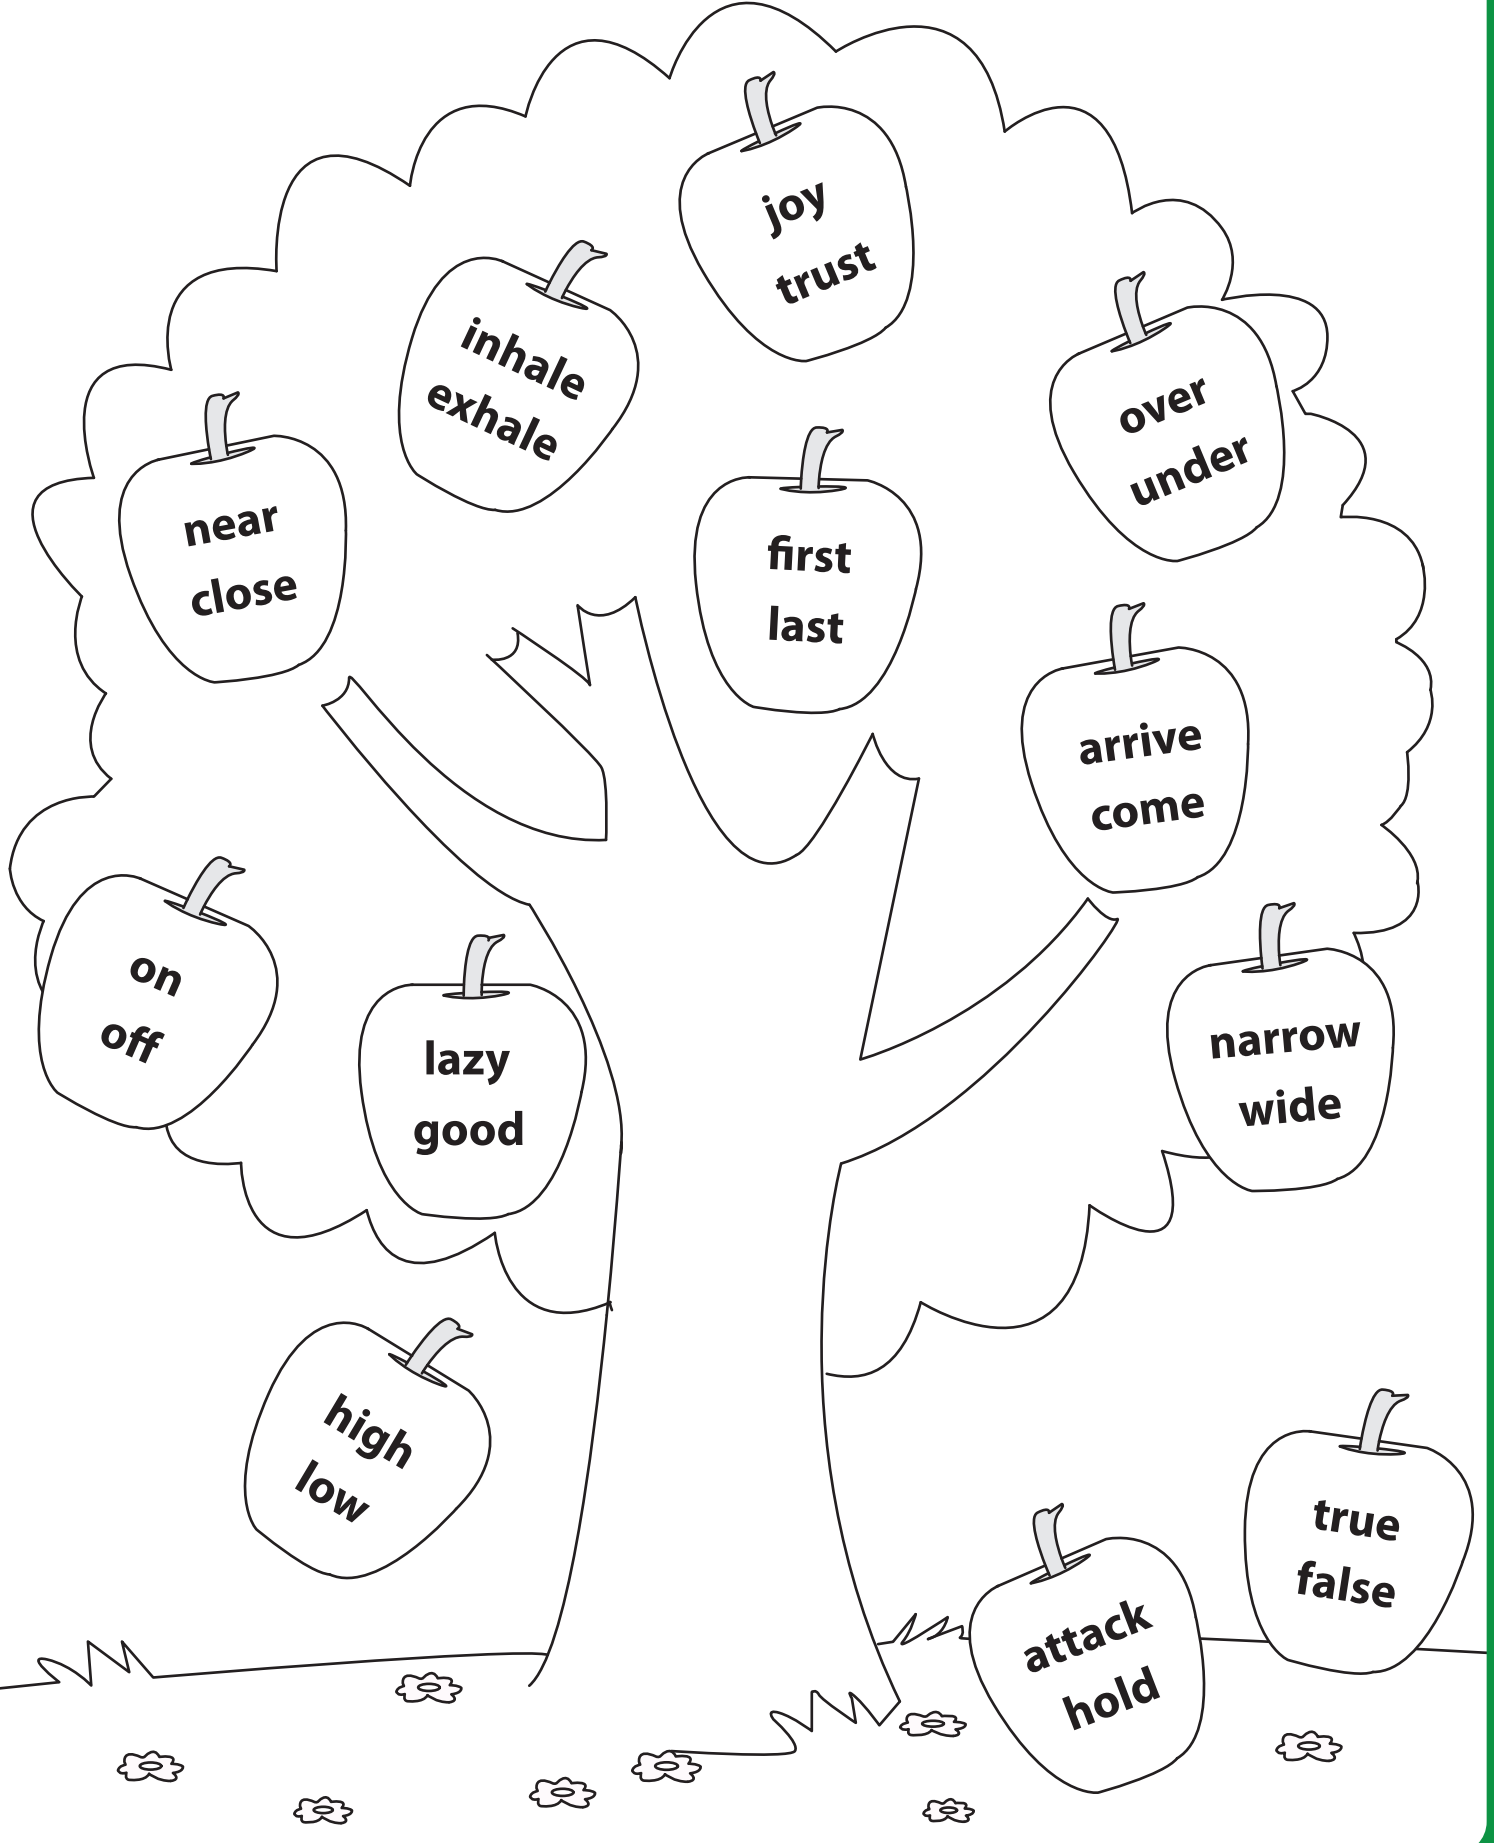 joy
trust
inhale
exhale
over
under
near
close
first
last
arrive
come
on
off
lazy
good
narrow
wide
high
low
true
false
attack
hold